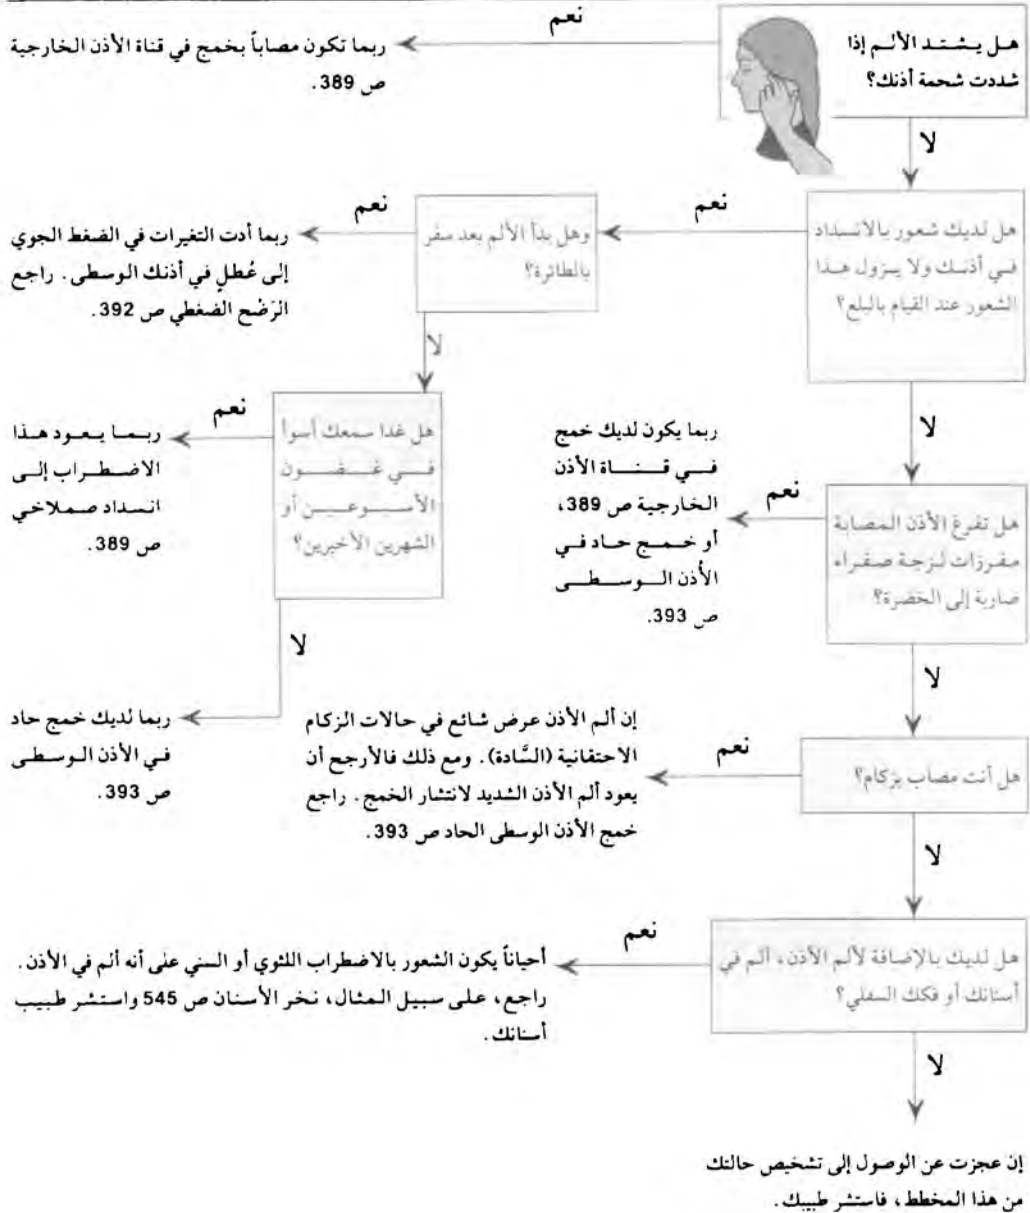 هل يشتد الألم إذا
شددت شحمة أذنك؟
نعم
ربما تكون مصاباً بخمج في قناة الأذن الخارجية
ص 389.
لا
هل لديك شعور بالانسداد
في أذنك ولا يزول هذا
الشعور عند القيام بالبلع؟
نعم
وهل بدأ الألم بعد سفر
بالطائرة؟
نعم
ربما أدت التغيرات في الضغط الجوي
إلى عُطلٍ في أذنك الوسطى. راجع
الرَضْح الضغطي ص 392.
لا
هل غدا سمعك أسوأ
في غضون
الأسبوعين أو
الشهرين الأخيرين؟
نعم
ربما يعود هذا
الاضطراب إلى
انسداد صملاخي
ص 389.
لا
ربما لديك خمج حاد
في الأذن الوسطى
ص 393.
لا
هل تفرغ الأذن المصابة
مفرزات لزجة صفراء
ضاربة إلى الخضرة؟
نعم
ربما يكون لديك خمج
في قناة الأذن
الخارجية ص 389،
أو خمج حاد في
الأذن الوسطى
ص 393.
لا
هل أنت مصاب بزكام؟
نعم
إن ألم الأذن عرض شائع في حالات الزكام
الاحتقانية (السَّادة). ومع ذلك فالأرجح أن
يعود ألم الأذن الشديد لانتشار الخمج. راجع
خمج الأذن الوسطى الحاد ص 393.
لا
هل لديك بالإضافة لألم الأذن، ألم في
أسنانك أو فكك السفلي؟
نعم
أحياناً يكون الشعور بالاضطراب اللثوي أو السني على أنه ألم في الأذن.
راجع، على سبيل المثال، نخر الأسنان ص 545 واستشر طبيب
أسنانك.
لا
إن عجزت عن الوصول إلى تشخيص حالتك
من هذا المخطط، فاستشر طبيبك.